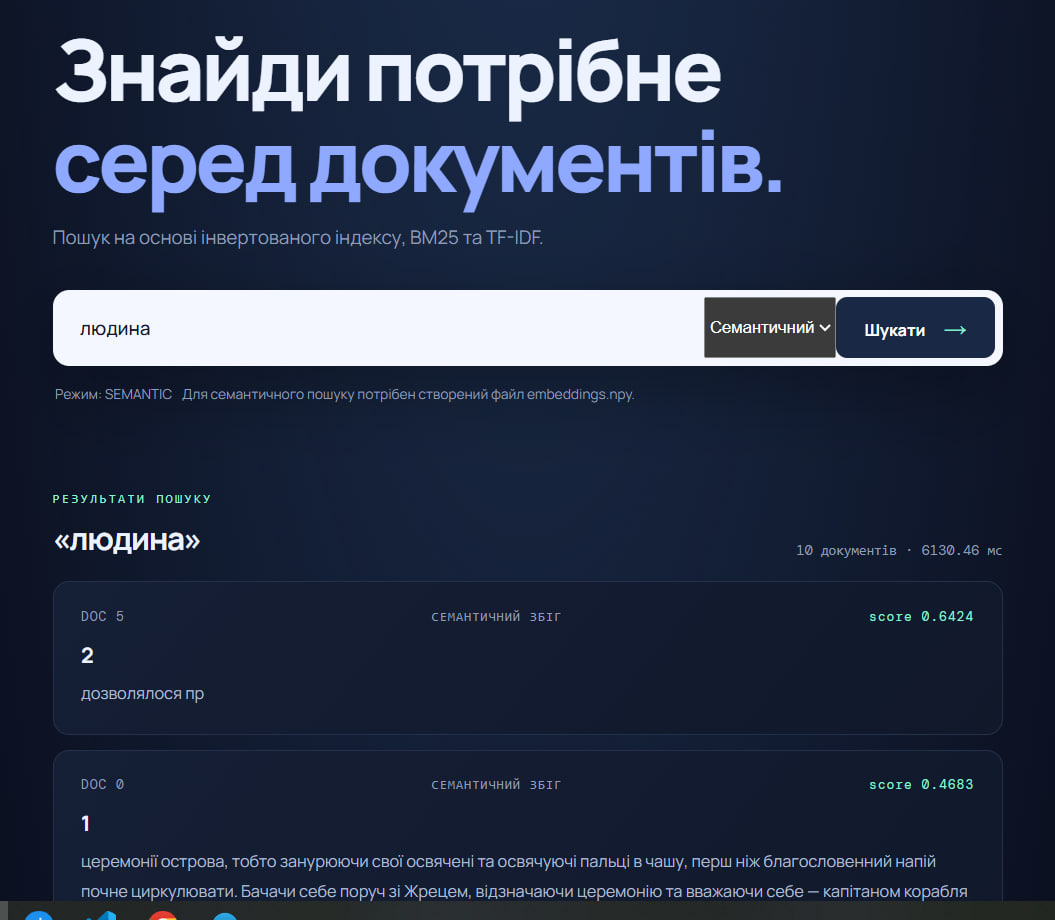 Знайди потрібне
серед документів.
Пошук на основі інвертованого індексу, BM25 та TF-IDF.
людина
Семантичний
Шукати →
Режим: SEMANTIC Для семантичного пошуку потрібен створений файл embeddings.npy.
РЕЗУЛЬТАТИ ПОШУКУ
«людина»
10 документів · 6130.46 мс
DOC 5 СЕМАНТИЧНИЙ ЗБІГ score 0.6424
2
дозволялося пр
DOC 0 СЕМАНТИЧНИЙ ЗБІГ score 0.4683
1
церемонії острова, тобто занурюючи свої освячені та освячуючі пальці в чашу, перш ніж благословенний напій
почне циркулювати. Бачачи себе поруч зі Жрецем, відзначаючи церемонію та вважаючи себе — капітаном корабля